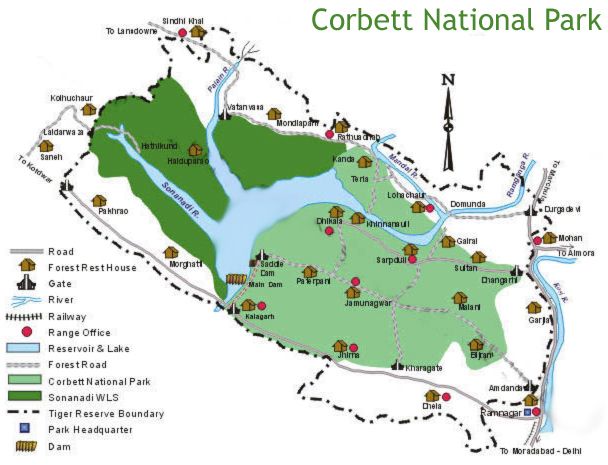 Corbett National Park
Sindhi Khal
To Lansdowne
Palain R.
Kolhuchaur
Vatanvasa
Mondiapani
Rathuadhab
Laldarwaza
Hathikund
Halduparao
Kanda
Mandal R.
Saneh
To Kotdwar
Teria
Ramganga R.
To Marchula
Sonanadi R.
Lohachaur
Domunda
Durgadevi
Pakhrao
Dhikala
Khinnanauli
Gairal
Mohan
To Almora
Morghatti
Saddle
Dam
Main Dam
Sarpduli
Sultan
Dhangarhi
Paterpani
Jamunagwar
Malani
Kosi R.
Garjia
Kalagarh
Jhirna
Bijrani
Kharagate
Amdanda
Dhela
Ramnagar
To Moradabad - Delhi
N
Road
Forest Rest House
Gate
River
Railway
Range Office
Reservoir & Lake
Forest Road
Corbett National Park
Sonanadi WLS
Tiger Reserve Boundary
Park Headquarter
Dam